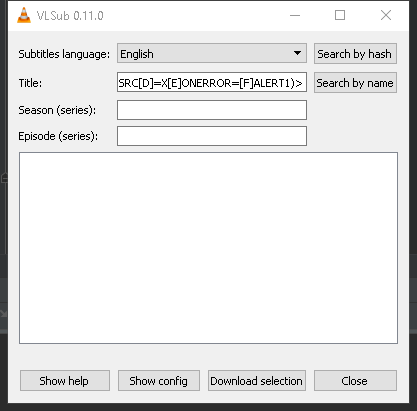 VLSub 0.11.0
Subtitles language: English Search by hash
Title: SRC[D]=X[E]ONERROR=[F]ALERT1)> Search by name
Season (series):
Episode (series):
Show help Show config Download selection Close